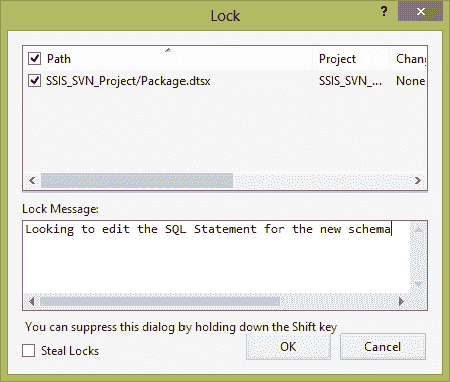 Lock
? ×
Path Project Chang
SSIS_SVN_Project/Package.dtsx SSIS_SVN_... None
Lock Message:
Looking to edit the SQL Statement for the new schema
You can suppress this dialog by holding down the Shift key
Steal Locks OK Cancel